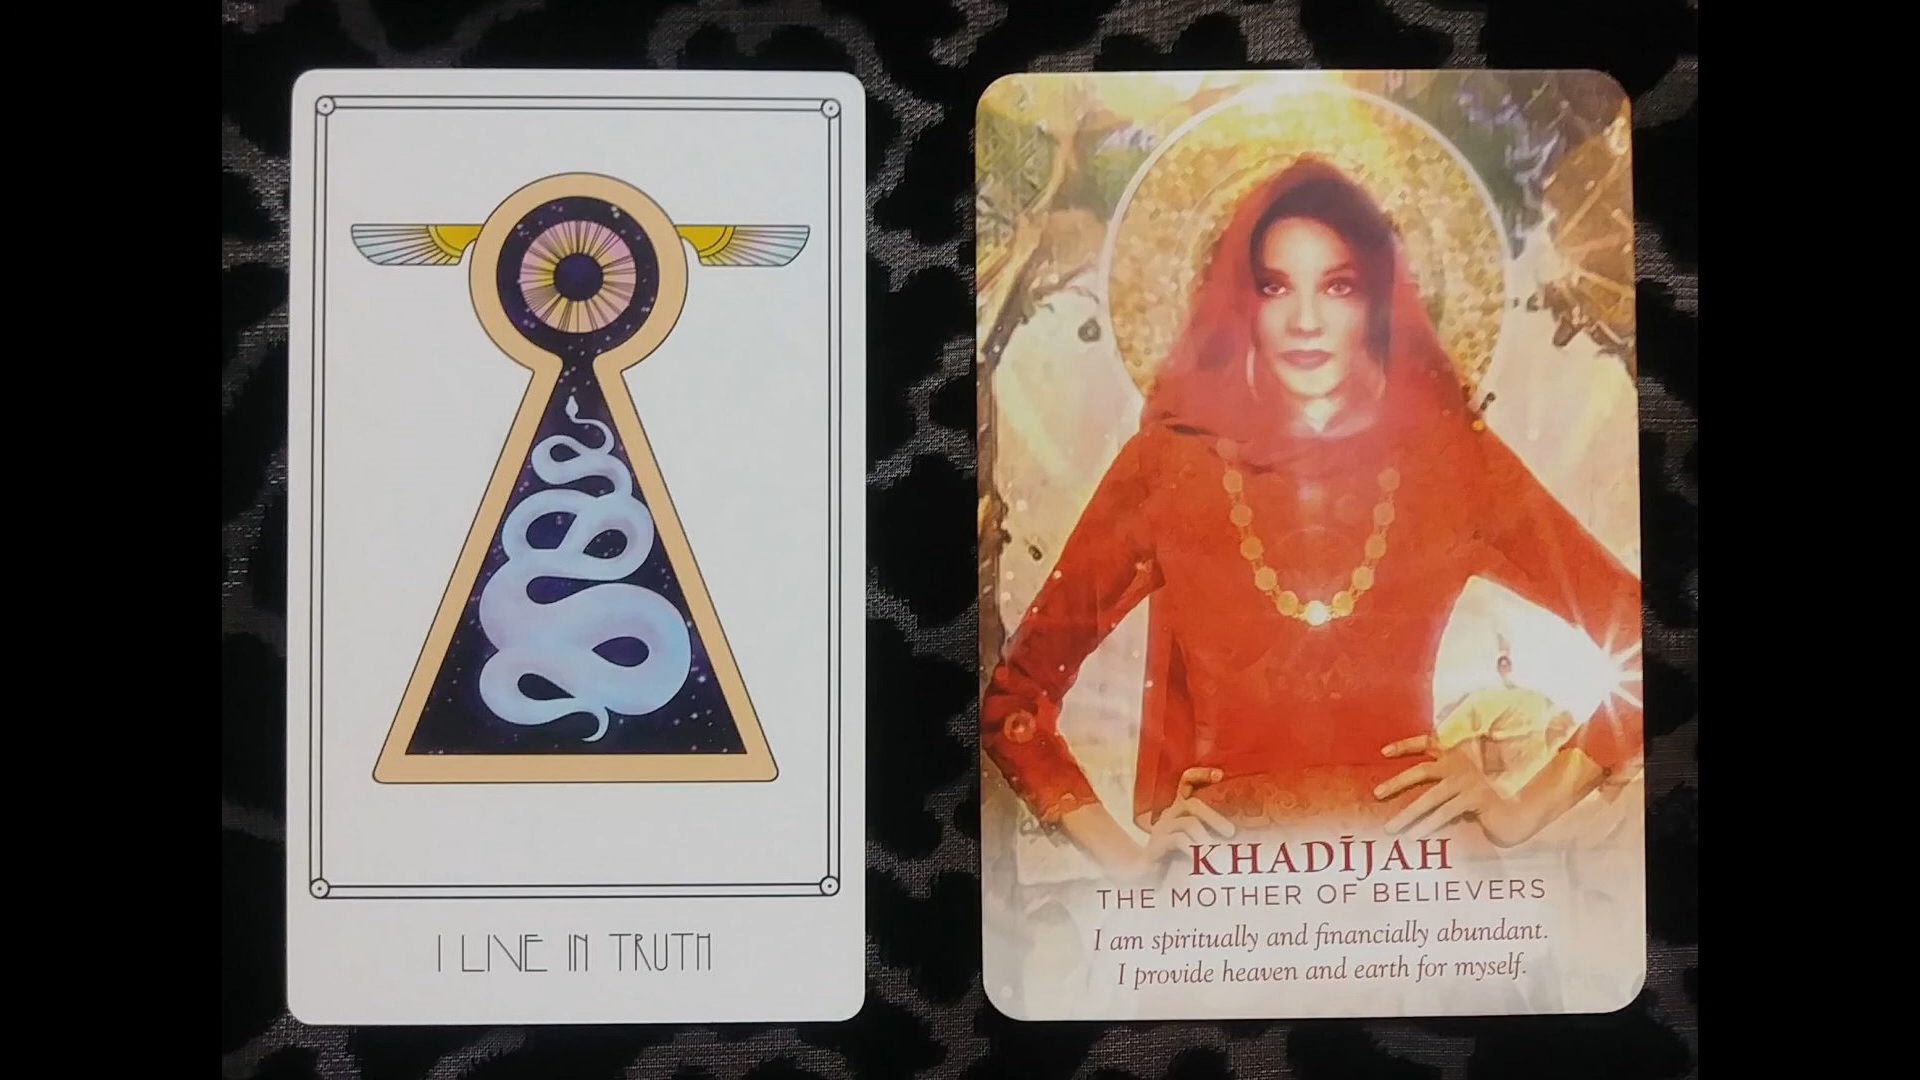 I LIVE IN TRUTH
KHADĪJAH
THE MOTHER OF BELIEVERS
I am spiritually and financially abundant.
I provide heaven and earth for myself.